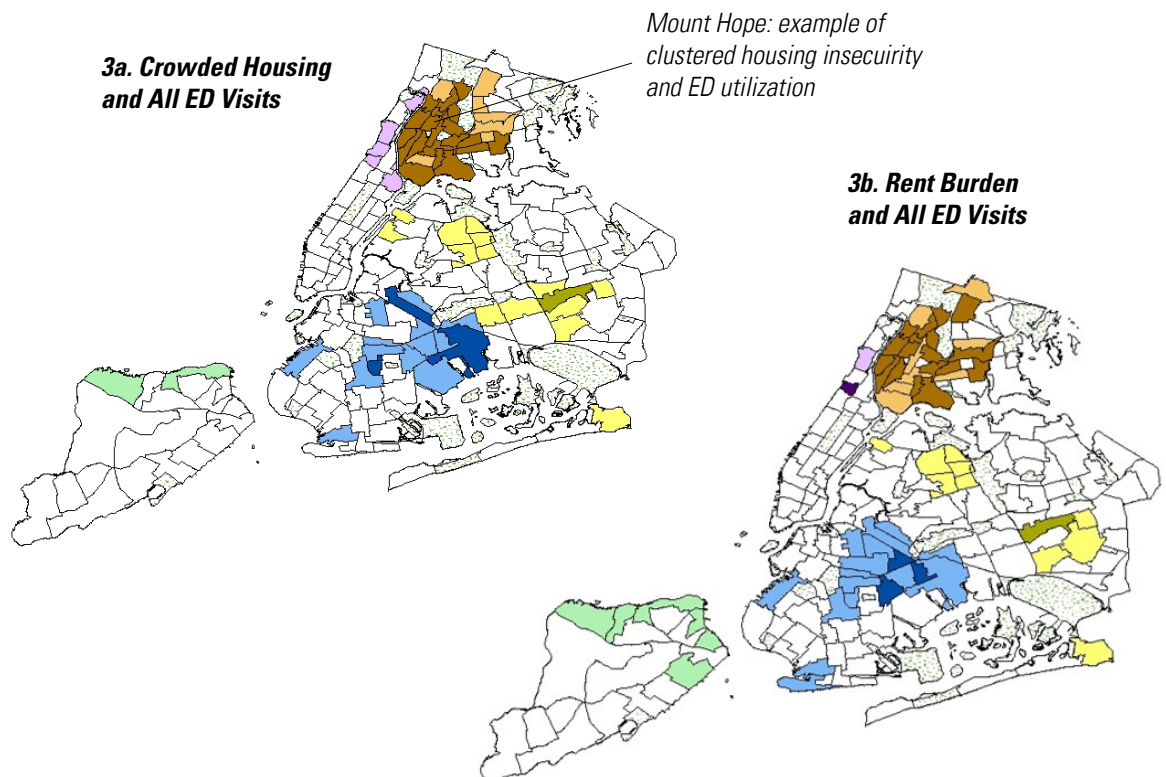 3a. Crowded Housing
and All ED Visits
Mount Hope: example of
clustered housing insecuirity
and ED utilization
3b. Rent Burden
and All ED Visits